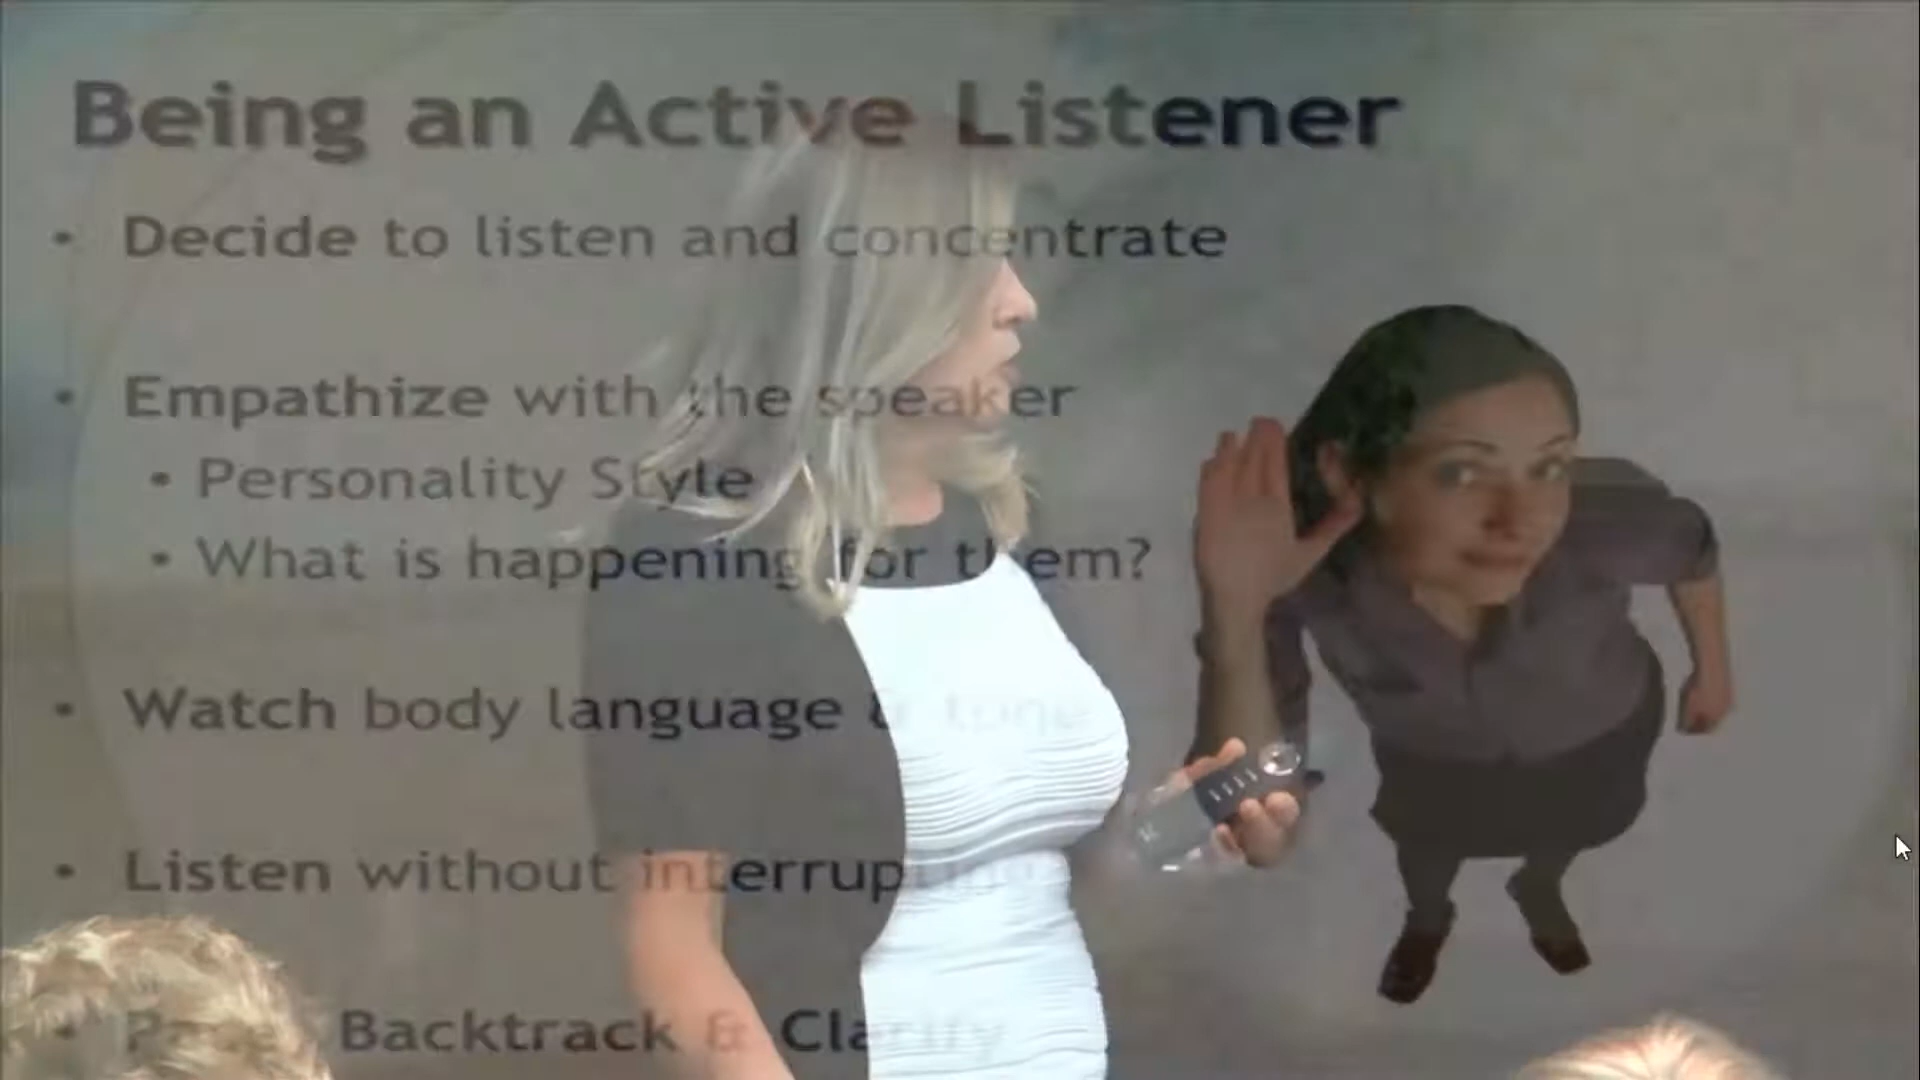 Being an Active Listener
• Decide to listen and concentrate
• Empathize with the speaker
• Personality Style
• What is happening for them?
• Watch body language & tone
• Listen without interrupting
• Backtrack & Clarify